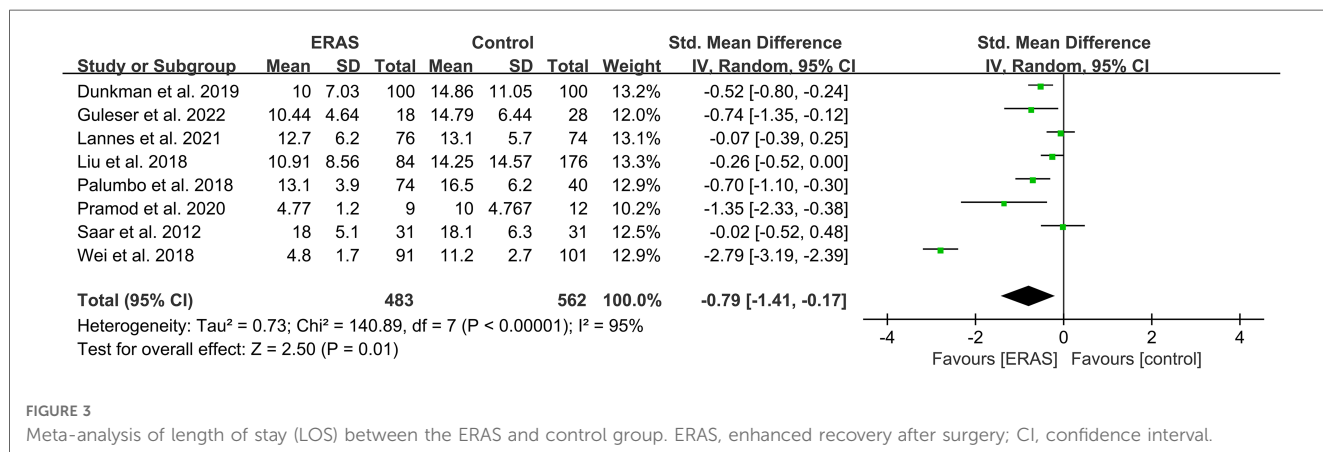 ERAS Control Std. Mean Difference Std. Mean Difference
Study or Subgroup Mean SD Total Mean SD Total Weight IV, Random, 95% CI IV, Random, 95% CI
Dunkman et al. 2019 10 7.03 100 14.86 11.05 100 13.2% -0.52 [-0.80, -0.24]
Guleser et al. 2022 10.44 4.64 18 14.79 6.44 28 12.0% -0.74 [-1.35, -0.12]
Lannes et al. 2021 12.7 6.2 76 13.1 5.7 74 13.1% -0.07 [-0.39, 0.25]
Liu et al. 2018 10.91 8.56 84 14.25 14.57 176 13.3% -0.26 [-0.52, 0.00]
Palumbo et al. 2018 13.1 3.9 74 16.5 6.2 40 12.9% -0.70 [-1.10, -0.30]
Pramod et al. 2020 4.77 1.2 9 10 4.767 12 10.2% -1.35 [-2.33, -0.38]
Saar et al. 2012 18 5.1 31 18.1 6.3 31 12.5% -0.02 [-0.52, 0.48]
Wei et al. 2018 4.8 1.7 91 11.2 2.7 101 12.9% -2.79 [-3.19, -2.39]
Total (95% CI) 483 562 100.0% -0.79 [-1.41, -0.17]
Heterogeneity: Tau² = 0.73; Chi² = 140.89, df = 7 (P < 0.00001); I² = 95%
Test for overall effect: Z = 2.50 (P = 0.01)
-4 -2 0 2 4
Favours [ERAS] Favours [control]
FIGURE 3
Meta-analysis of length of stay (LOS) between the ERAS and control group. ERAS, enhanced recovery after surgery; CI, confidence interval.